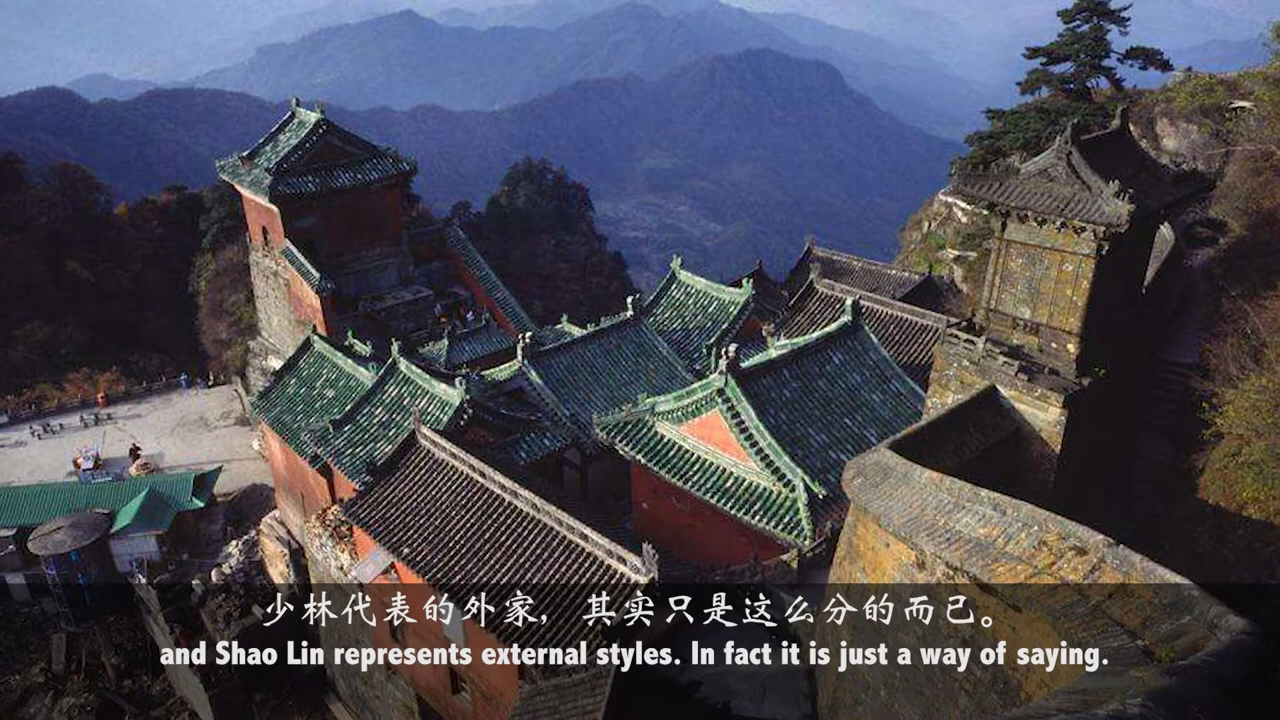 少林代表的外家，其实只是这么分的而已。
and Shao Lin represents external styles. In fact it is just a way of saying.